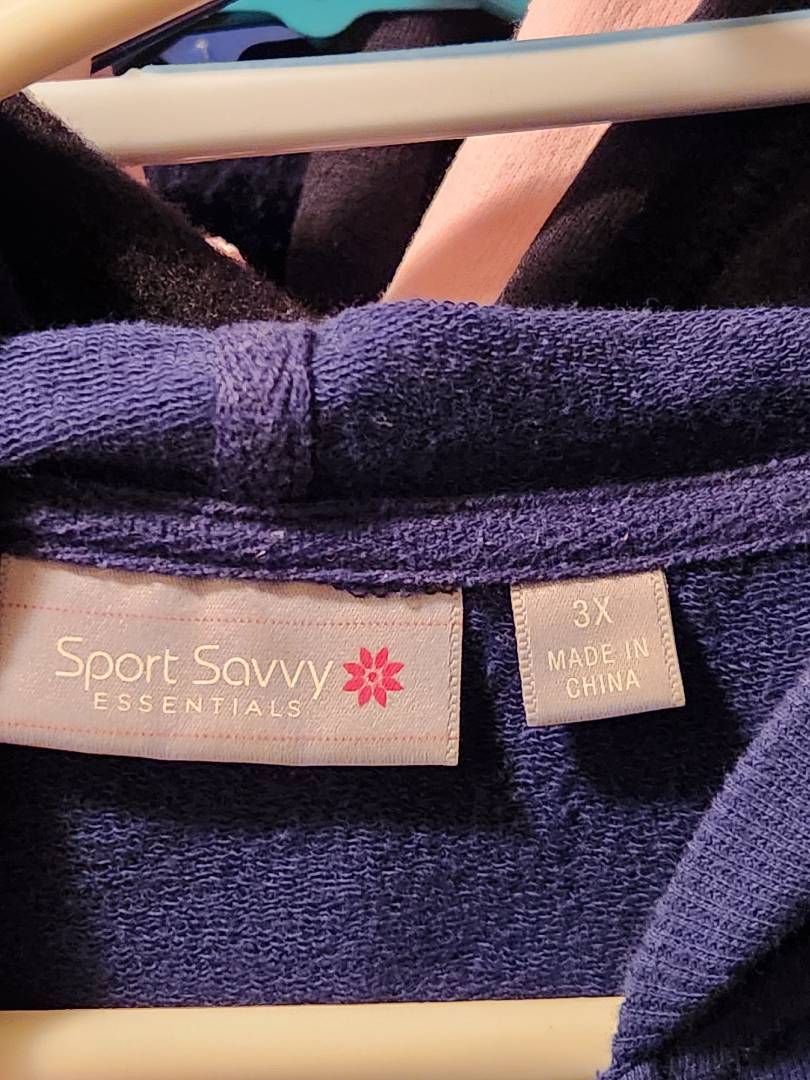 Sport Savvy
ESSENTIALS
3X
MADE IN
CHINA